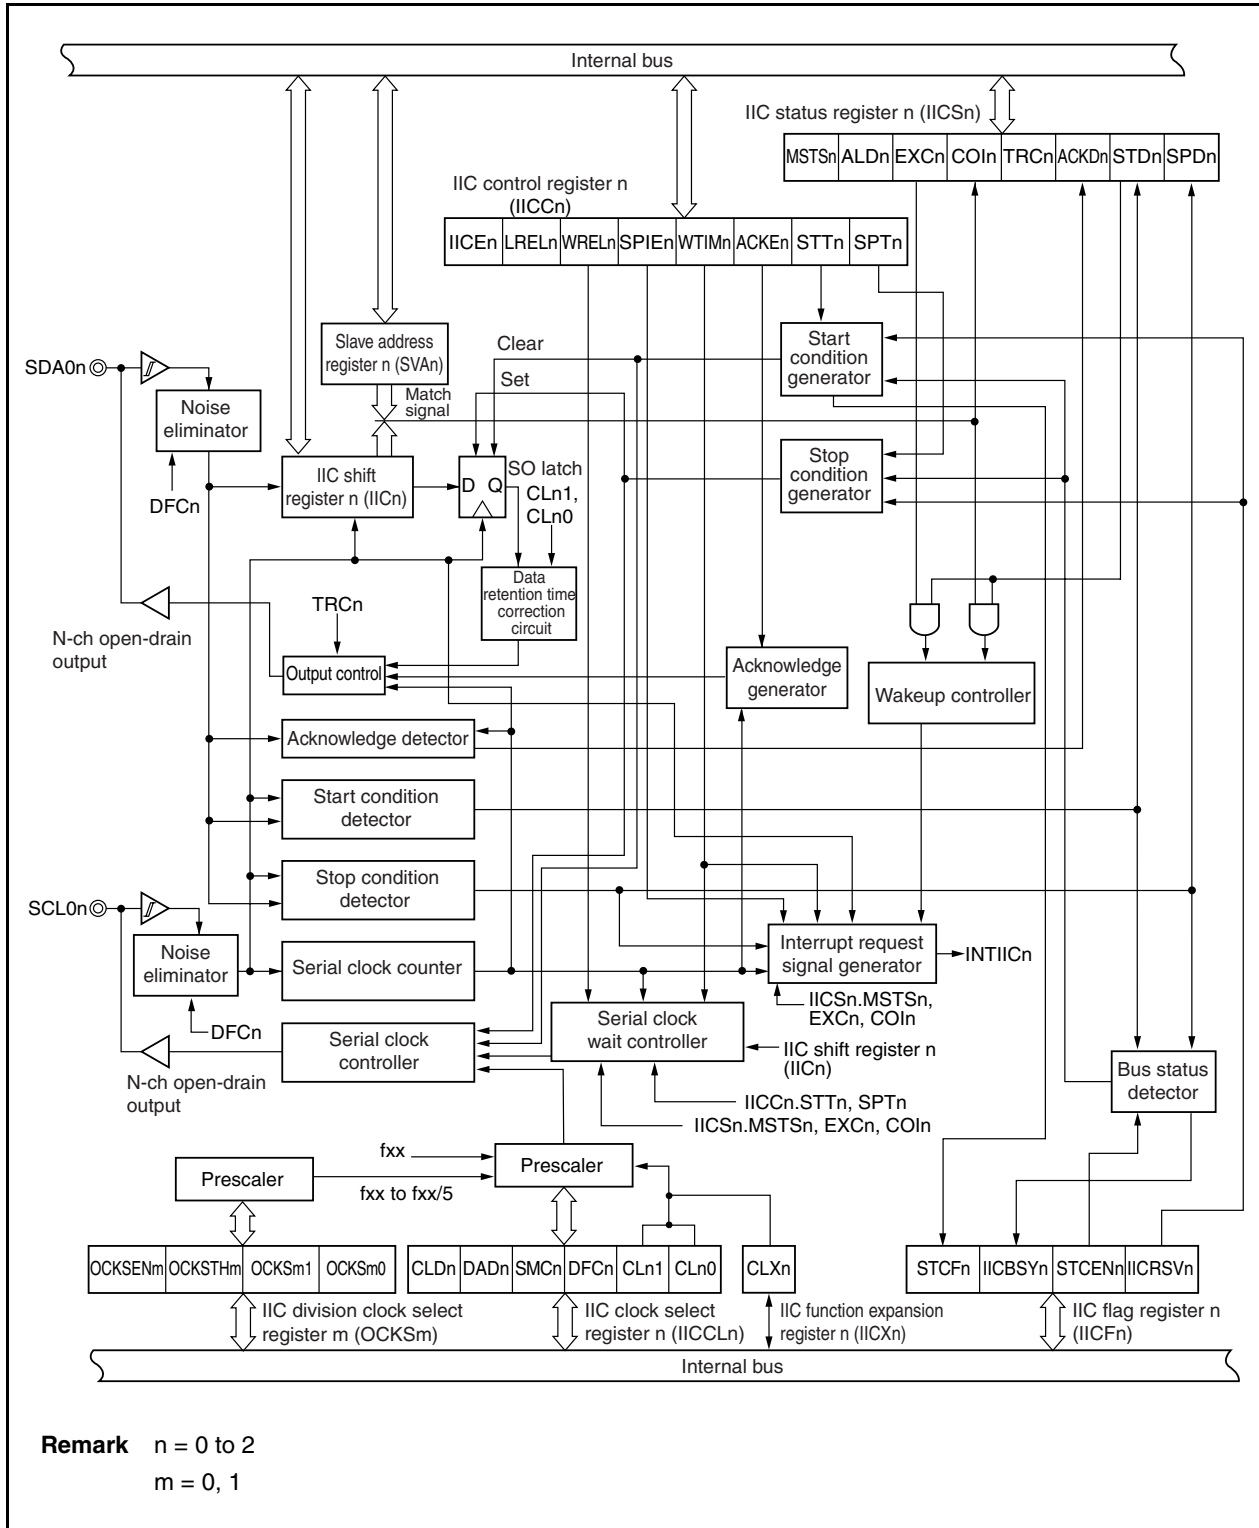 Internal bus
IIC status register n (IICSn)
MSTSn ALDn EXCn COIn TRCn ACKDn STDn SPDn
IIC control register n
(IICCn)
IICEn LRELn WRELn SPIEn WTIMn ACKEn STTn SPTn
Slave address
register n (SVAn)
Clear
Start
condition
generator
SDA0n
Set
Match
signal
Noise
eliminator
DFCn
IIC shift
register n (IICn)
D Q
SO latch
CLn1,
CLn0
Stop
condition
generator
Data
retention time
correction
circuit
TRCn
N-ch open-drain
output
Output control
Acknowledge
generator
Wakeup controller
Acknowledge detector
Start condition
detector
Stop condition
detector
SCL0n
Noise
eliminator
DFCn
Serial clock counter
Interrupt request
signal generator
INTIICn
IICSn.MSTSn,
EXCn, COIn
Serial clock
controller
Serial clock
wait controller
IIC shift register n
(IICn)
N-ch open-drain
output
Bus status
detector
IICCn.STTn, SPTn
IICSn.MSTSn, EXCn, COIn
fxx
Prescaler
Prescaler
fxx to fxx/5
OCKSENm OCKSTHm OCKSm1 OCKSm0
CLDn DADn SMCn DFCn CLn1 CLn0
CLXn
STCFn IICBSYn STCENn IICRSVn
IIC division clock select
register m (OCKSm)
IIC clock select
register n (IICCLn)
IIC function expansion
register n (IICXn)
IIC flag register n
(IICFn)
Internal bus
Remark n = 0 to 2
m = 0, 1